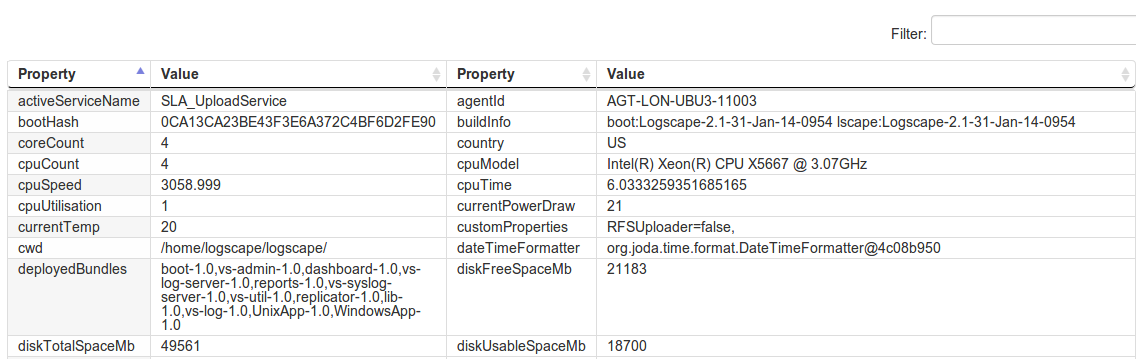 Filter:
Property Value Property Value
activeServiceName SLA_UploadService agentId AGT-LON-UBU3-11003
bootHash 0CA13CA23BE43F3E6A372C4BF6D2FE90 buildInfo boot:Logscape-2.1-31-Jan-14-0954 lscape:Logscape-2.1-31-Jan-14-0954
coreCount 4 country US
cpuCount 4 cpuModel Intel(R) Xeon(R) CPU X5667 @ 3.07GHz
cpuSpeed 3058.999 cpuTime 6.0333259351685165
cpuUtilisation 1 currentPowerDraw 21
currentTemp 20 customProperties RFSUploader=false,
cwd /home/logscape/logscape/ dateTimeFormatter org.joda.time.format.DateTimeFormatter@4c08b950
deployedBundles boot-1.0,vs-admin-1.0,dashboard-1.0,vs- diskFreeSpaceMb 21183
log-server-1.0,reports-1.0,vs-syslog-
server-1.0,vs-util-1.0,replicator-1.0,lib-
1.0,vs-log-1.0,UnixApp-1.0,WindowsApp-
1.0
diskTotalSpaceMb 49561 diskUsableSpaceMb 18700